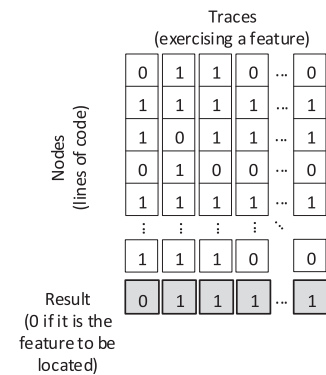 Traces
(exercising a feature)
Nodes
(lines of code)
0 1 1 0 ... 0
1 1 1 1 ... 1
1 0 1 1 ... 1
0 1 0 0 ... 0
1 1 1 1 ... 1
⋮ ⋮ ⋮ ⋮ ⋱
1 1 1 0 0
Result
(0 if it is the
feature to be
located)
0 1 1 1 ... 1